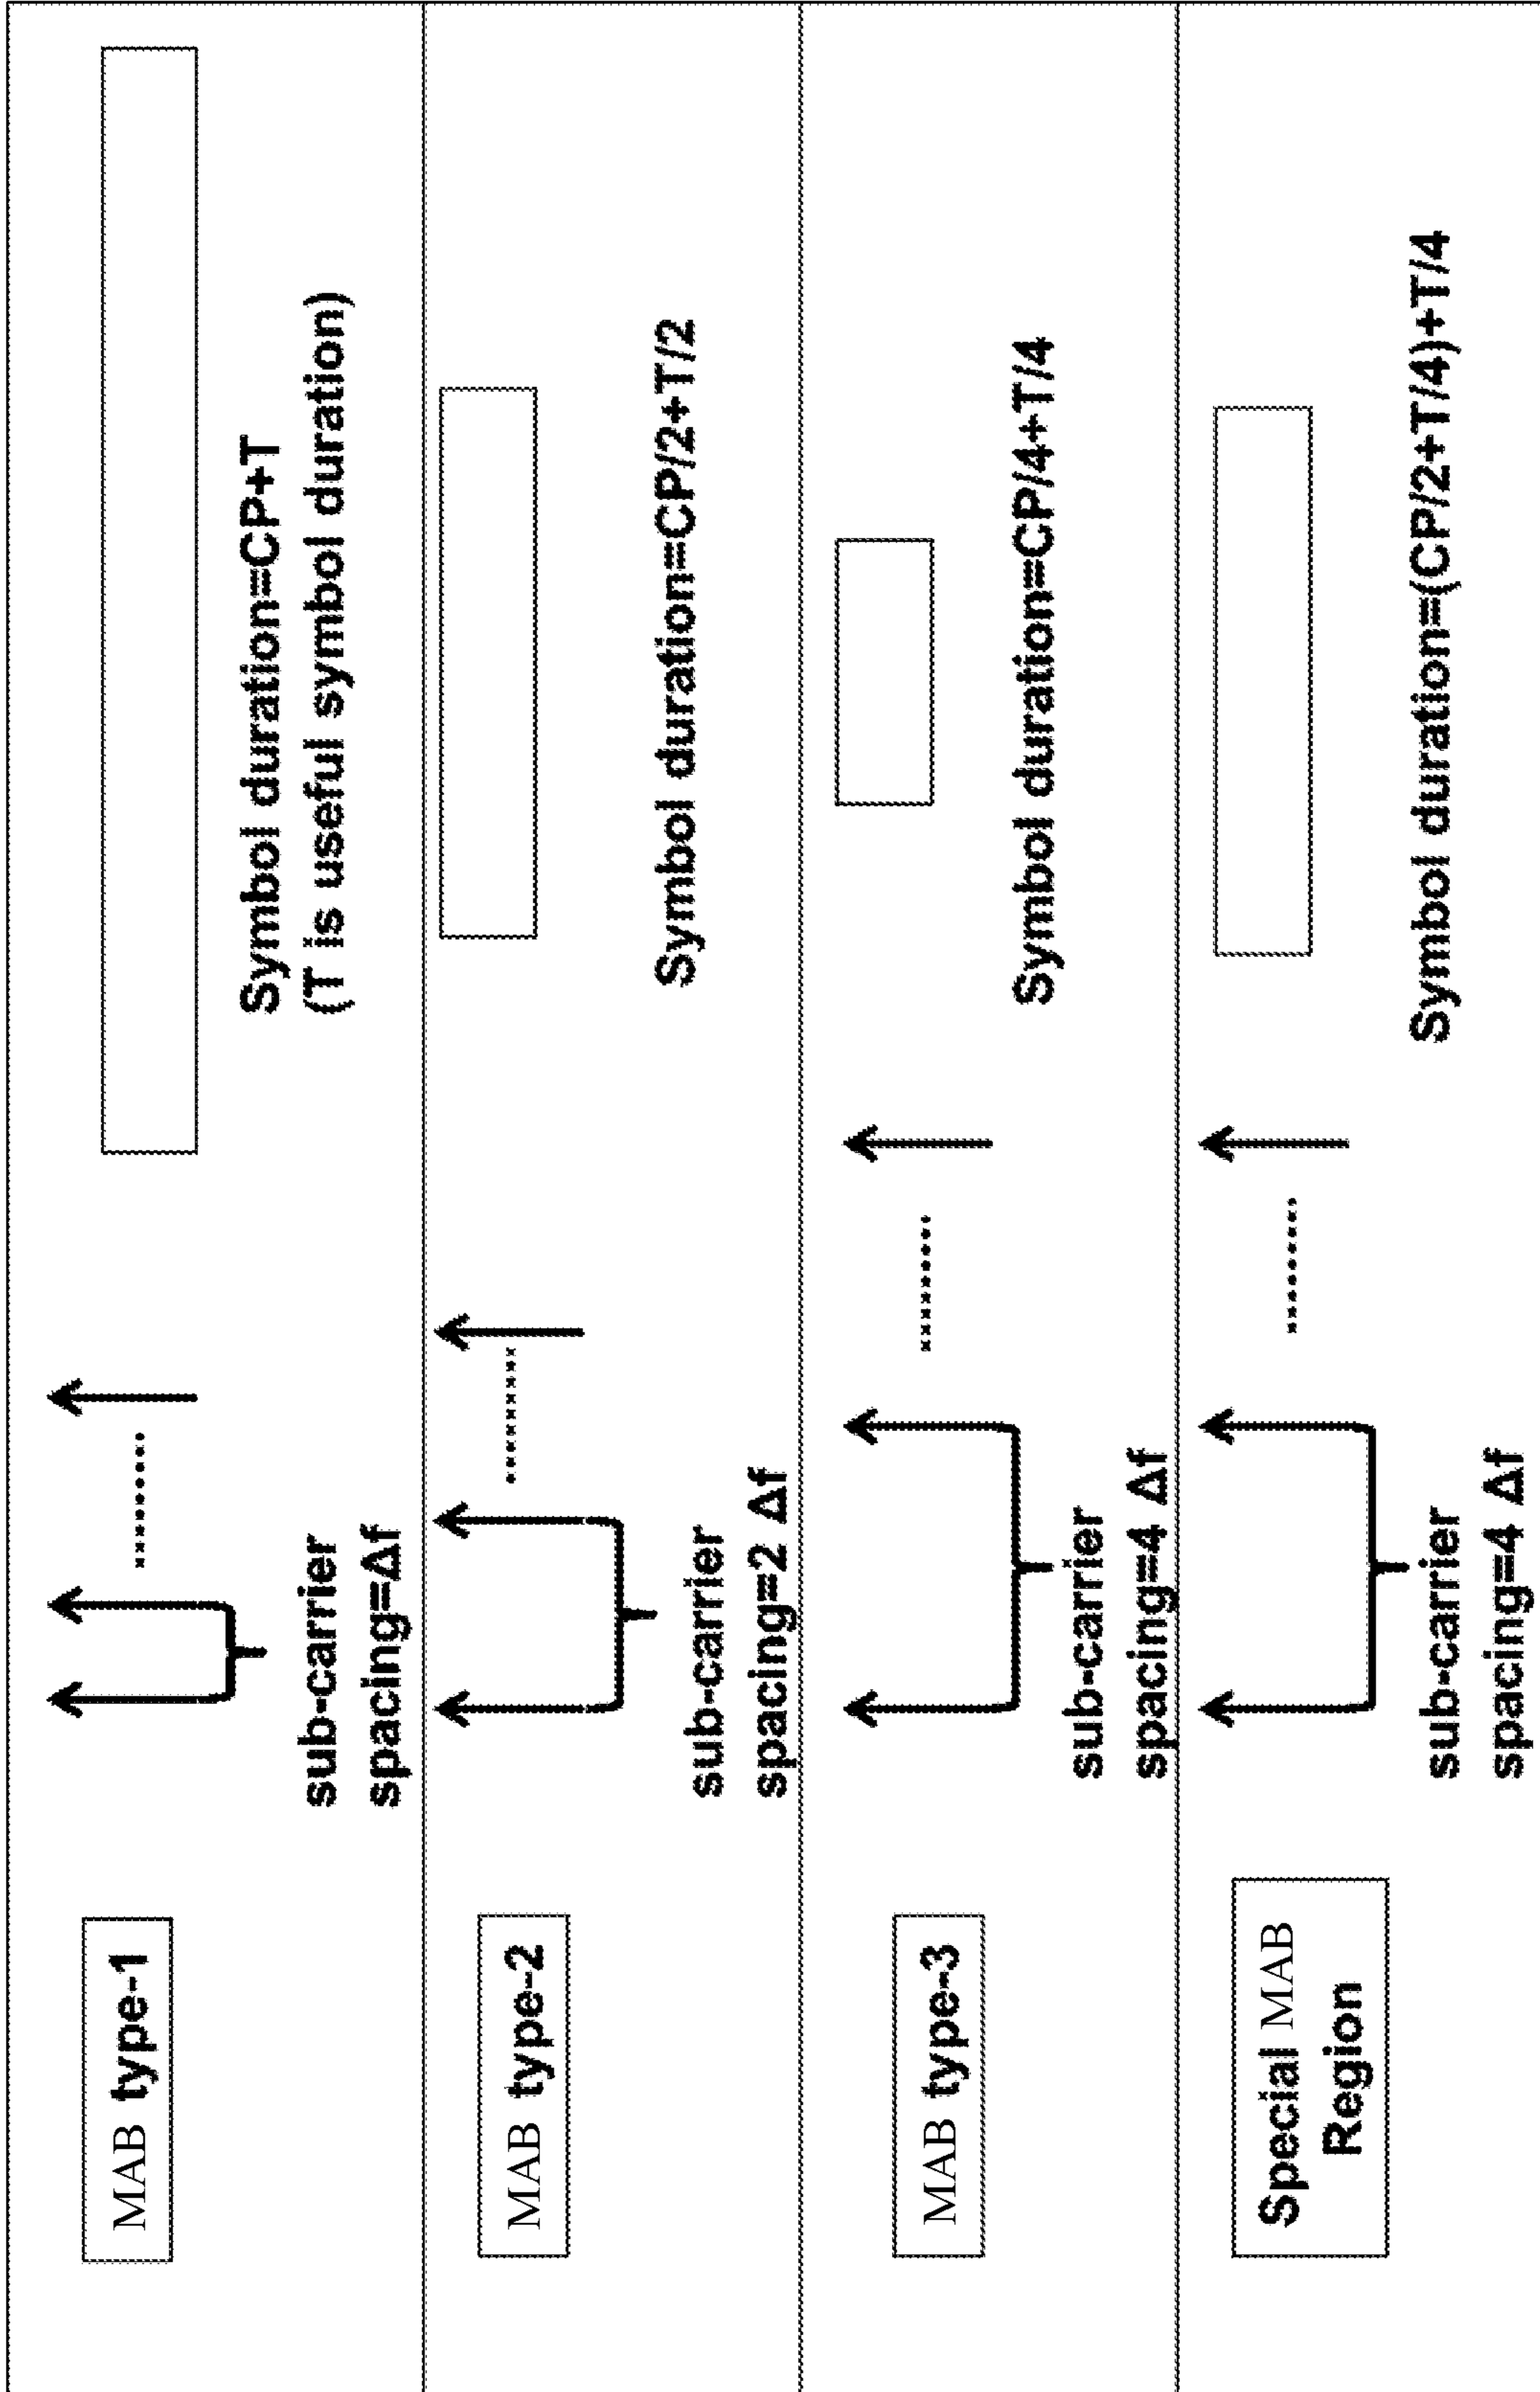 MAB type-1
sub-carrier
spacing=Δf
Symbol duration=CP+T
(T is useful symbol duration)
MAB type-2
sub-carrier
spacing=2 Δf
Symbol duration=CP/2+T/2
MAB type-3
sub-carrier
spacing=4 Δf
Symbol duration=CP/4+T/4
Special MAB
Region
sub-carrier
spacing=4 Δf
Symbol duration=(CP/2+T/4)+T/4